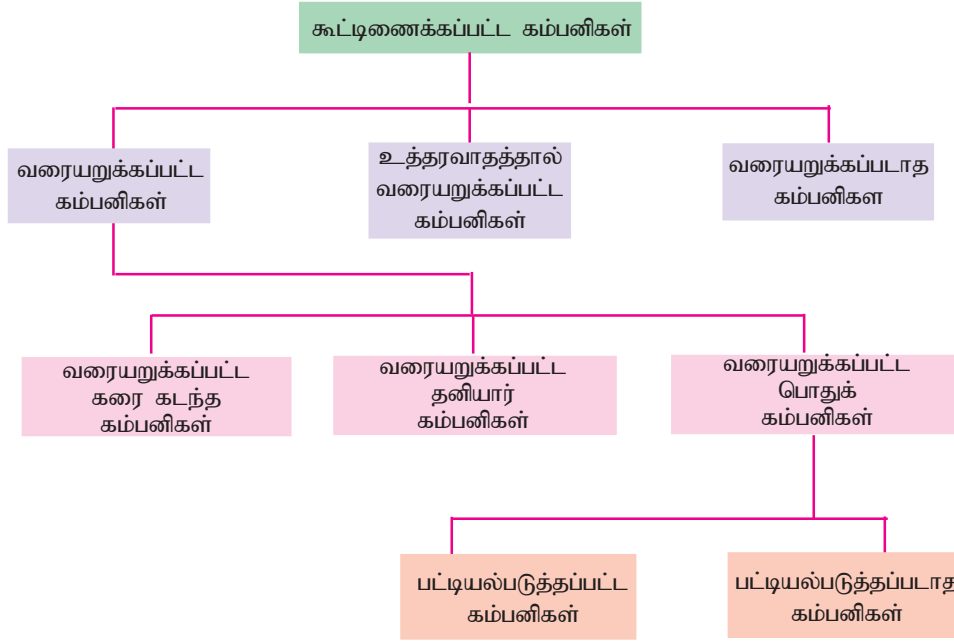 கூட்டிணைக்கப்பட்ட கம்பனிகள்
வரையறுக்கப்பட்ட
கம்பனிகள்
உத்தரவாதத்தால்
வரையறுக்கப்பட்ட
கம்பனிகள்
வரையறுக்கப்படாத
கம்பனிகள
வரையறுக்கப்பட்ட
கரை கடந்த
கம்பனிகள்
வரையறுக்கப்பட்ட
தனியார்
கம்பனிகள்
வரையறுக்கப்பட்ட
பொதுக்
கம்பனிகள்
பட்டியல்படுத்தப்பட்ட
கம்பனிகள்
பட்டியல்படுத்தப்படாத
கம்பனிகள்